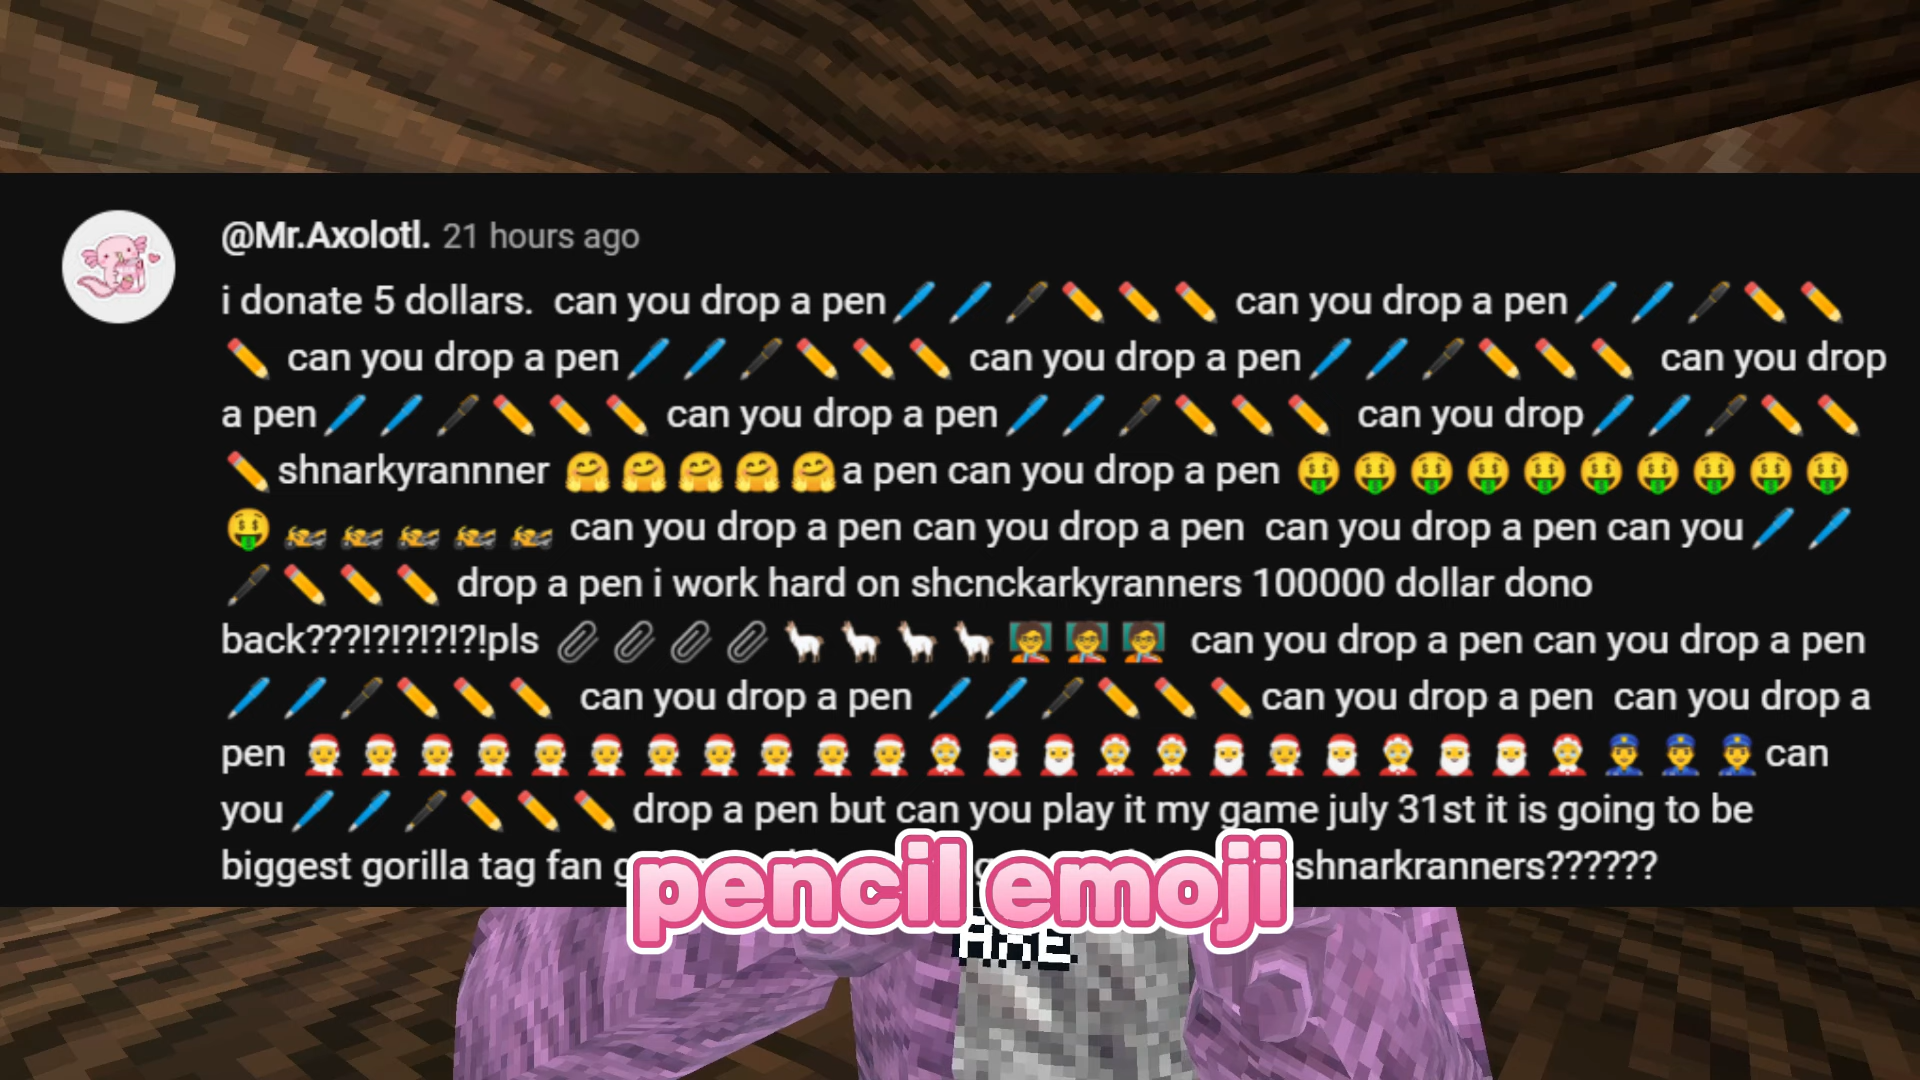 @Mr.Axolotl. 21 hours ago
i donate 5 dollars.  can you drop a pen🖊️🖊️🖋️✏️✏️✏️ can you drop a pen🖊️🖊️🖋️✏️✏️
✏️ can you drop a pen🖊️🖊️🖋️✏️✏️✏️ can you drop a pen🖊️🖊️🖋️✏️✏️✏️  can you drop
a pen🖊️🖊️🖋️✏️✏️✏️ can you drop a pen🖊️🖊️🖋️✏️✏️✏️  can you drop🖊️🖊️🖋️✏️✏️
✏️shnarkyrannner 🤗🤗🤗🤗🤗a pen can you drop a pen 🤑🤑🤑🤑🤑🤑🤑🤑🤑🤑
🤑🏍️🏍️🏍️🏍️🏍️ can you drop a pen can you drop a pen  can you drop a pen can you🖊️🖊️
🖋️✏️✏️✏️ drop a pen i work hard on shcnckarkyranners 100000 dollar dono
back???!?!?!?!?!pls 📎📎📎📎🦙🦙🦙🦙🧑‍🏫🧑‍🏫🧑‍🏫  can you drop a pen can you drop a pen
🖊️🖊️🖋️✏️✏️✏️  can you drop a pen 🖊️🖊️🖋️✏️✏️✏️can you drop a pen  can you drop a
pen 🧑‍🎄🧑‍🎄🧑‍🎄🧑‍🎄🧑‍🎄🧑‍🎄🧑‍🎄🧑‍🎄🧑‍🎄🧑‍🎄🧑‍🎄🤶🎅🎅🤶🤶🎅🧑‍🎄🎅🤶🎅🎅🤶👮👮👮can
you🖊️🖊️🖋️✏️✏️✏️ drop a pen but can you play it my game july 31st it is going to be
biggest gorilla tag fan shnarkranners??????
pencil emoji